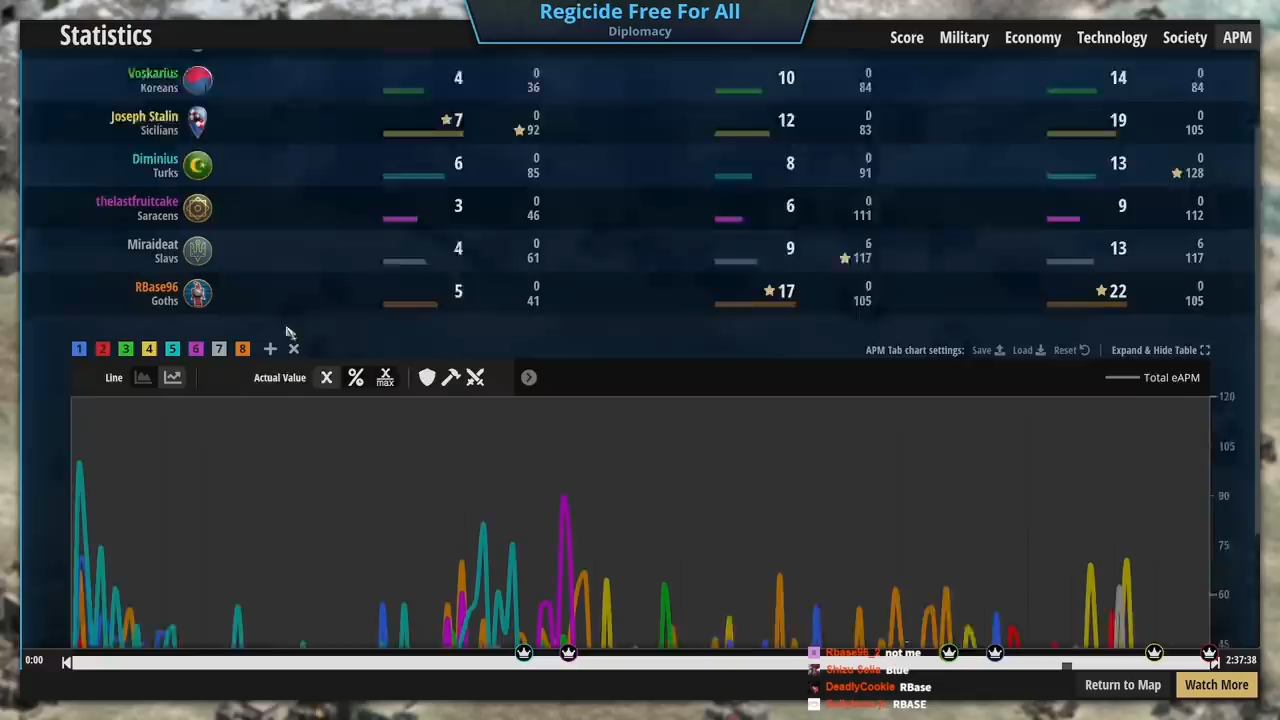 Regicide Free For All
Diplomacy
Statistics
Score Military Economy Technology Society APM
Voskarius
Koreans
4 0 36 10 0 84 14 0 84
Joseph Stalin
Sicilians
7 0 92 12 0 83 19 0 105
Diminius
Turks
6 0 85 8 0 91 13 0 128
thelastfruitcake
Saracens
3 0 46 6 0 111 9 0 112
Miraideat
Slavs
4 0 61 9 6 117 13 6 117
RBase96
Goths
5 0 41 17 0 105 22 0 105
1 2 3 4 5 6 7 8
APM Tab chart settings: Save Load Reset Expand & Hide Table
Line Actual Value X % X max Total eAPM
120
105
90
75
60
45
0:00 2:37:38
Rbase96_2 not me
Shizu Selia Blue
DeadlyCookie RBase
RBASE
Return to Map Watch More